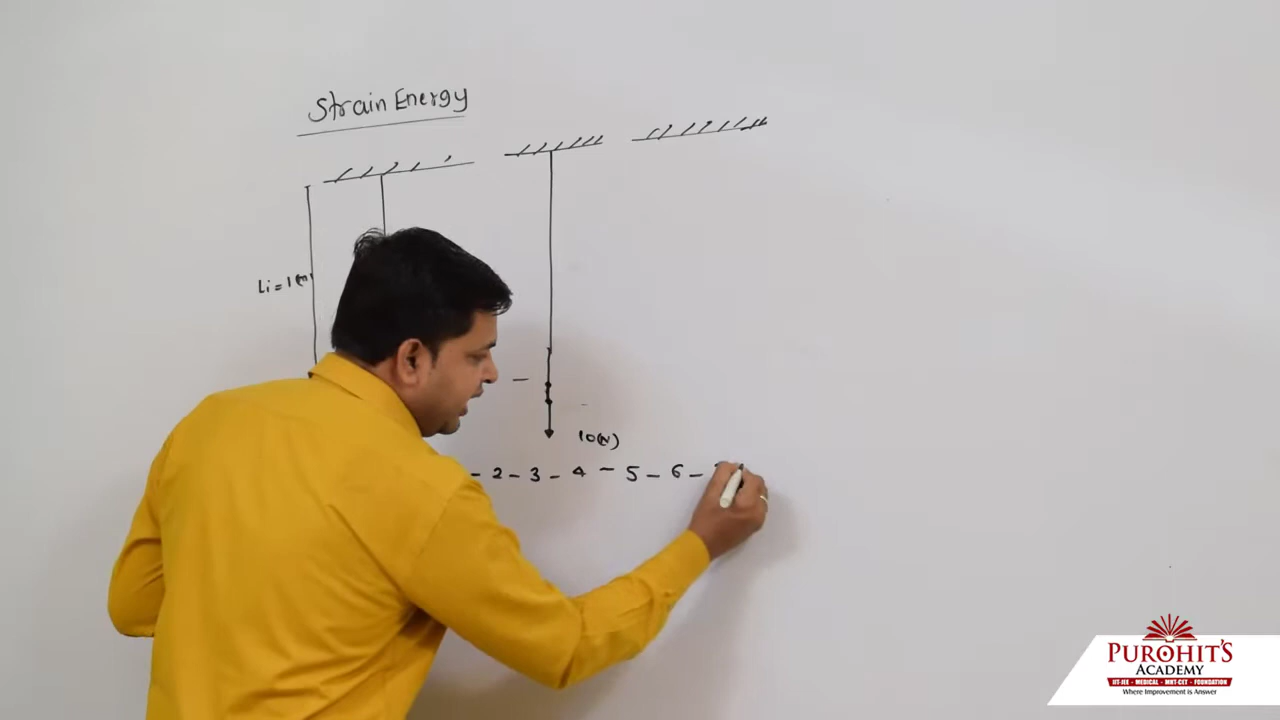 Strain Energy
Li = 1(m)
10(N)
- 2 - 3 - 4 - 5 - 6 -
PUROHIT'S
ACADEMY
IIT-JEE - MEDICAL - MHT-CET - FOUNDATION
Where Improvement is Answer